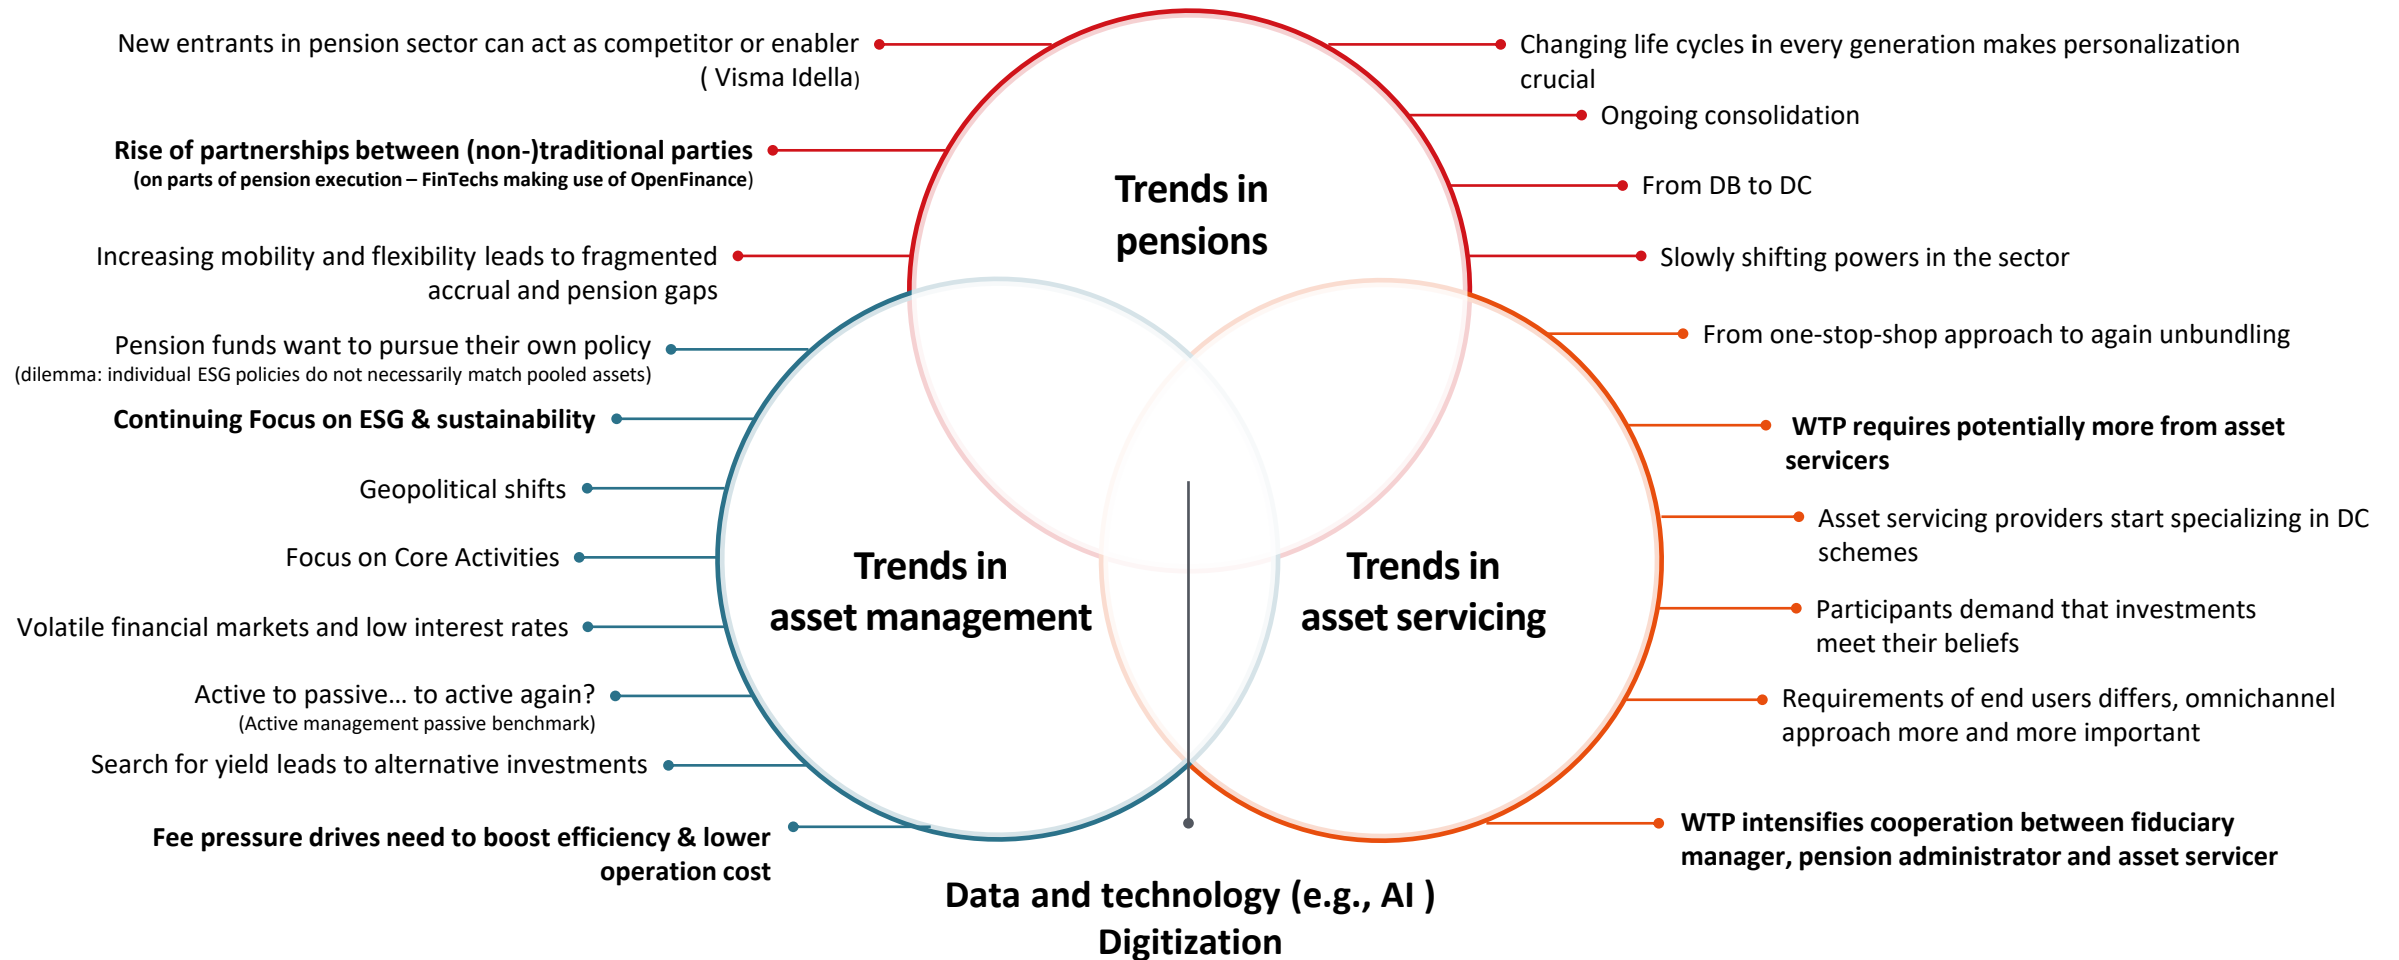 New entrants in pension sector can act as competitor or enabler
( Visma Idella)
Rise of partnerships between (non-)traditional parties
(on parts of pension execution – FinTechs making use of OpenFinance)
Increasing mobility and flexibility leads to fragmented
accrual and pension gaps
Pension funds want to pursue their own policy
(dilemma: individual ESG policies do not necessarily match pooled assets)
Continuing Focus on ESG & sustainability
Geopolitical shifts
Focus on Core Activities
Volatile financial markets and low interest rates
Active to passive… to active again?
(Active management passive benchmark)
Search for yield leads to alternative investments
Fee pressure drives need to boost efficiency & lower
operation cost
Trends in
pensions
Trends in
asset management
Trends in
asset servicing
Data and technology (e.g., AI )
Digitization
Changing life cycles in every generation makes personalization
crucial
Ongoing consolidation
From DB to DC
Slowly shifting powers in the sector
From one-stop-shop approach to again unbundling
WTP requires potentially more from asset
servicers
Asset servicing providers start specializing in DC
schemes
Participants demand that investments
meet their beliefs
Requirements of end users differs, omnichannel
approach more and more important
WTP intensifies cooperation between fiduciary
manager, pension administrator and asset servicer